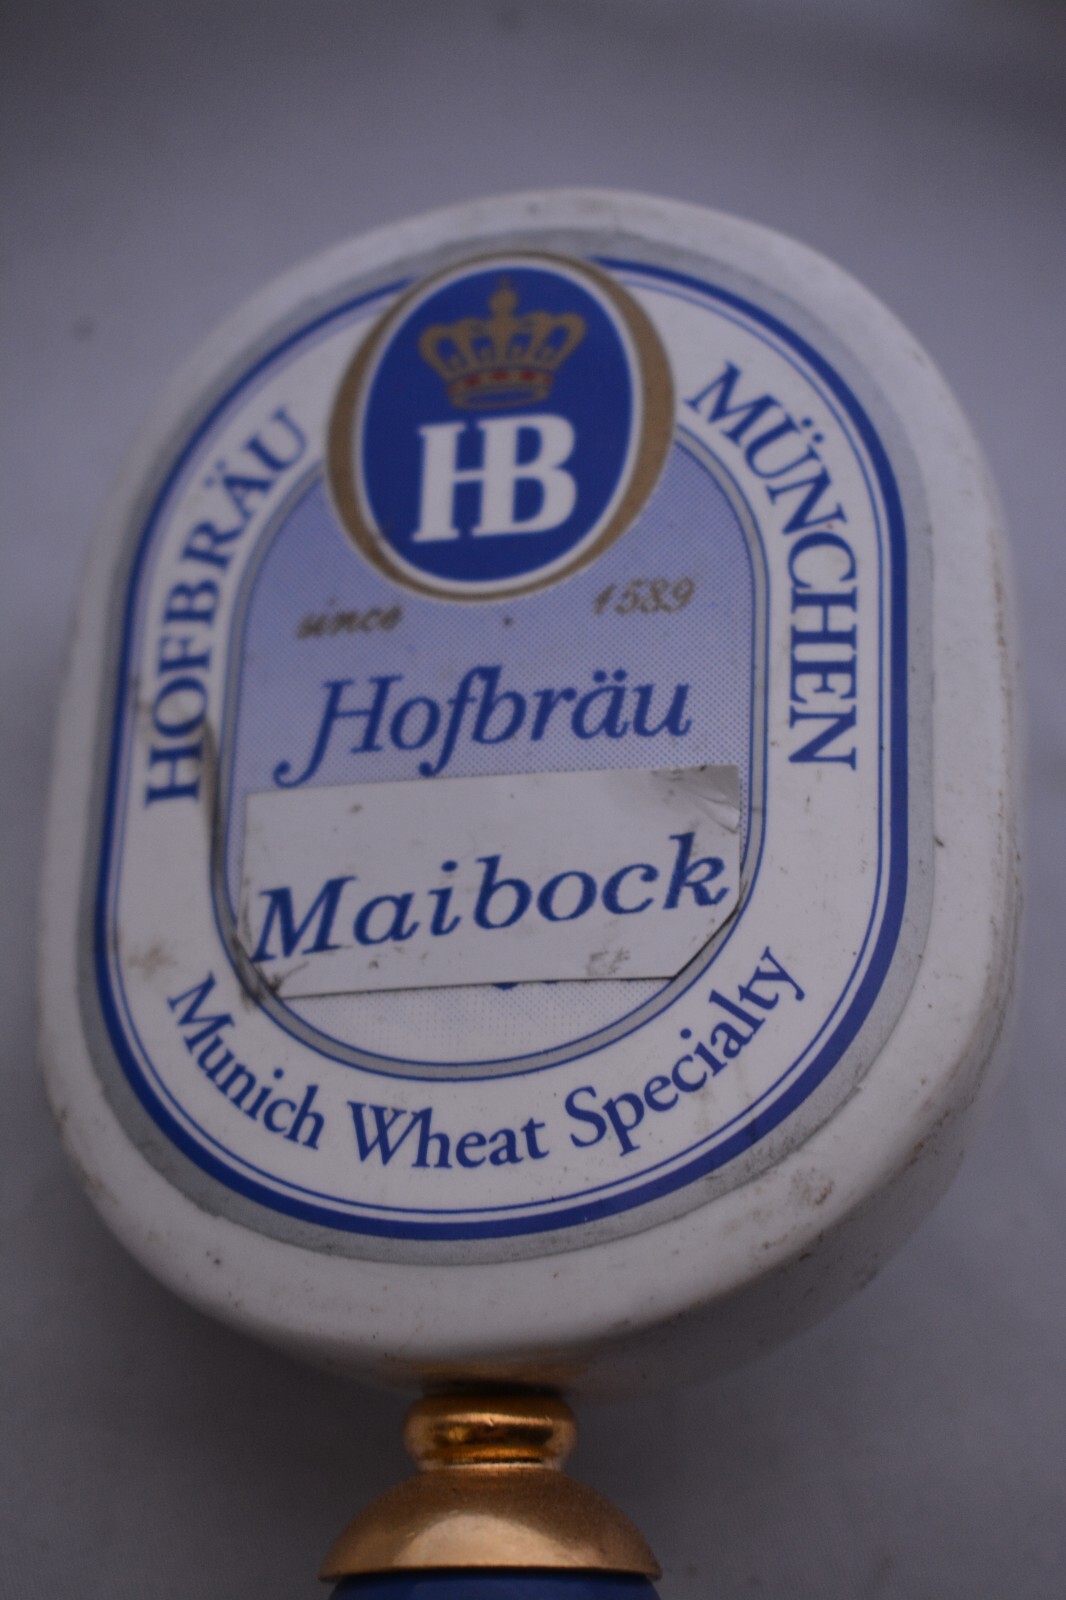 HB
HOFBRÄU MÜNCHEN
since 1589
Hofbräu
Maibock
Munich Wheat Specialty